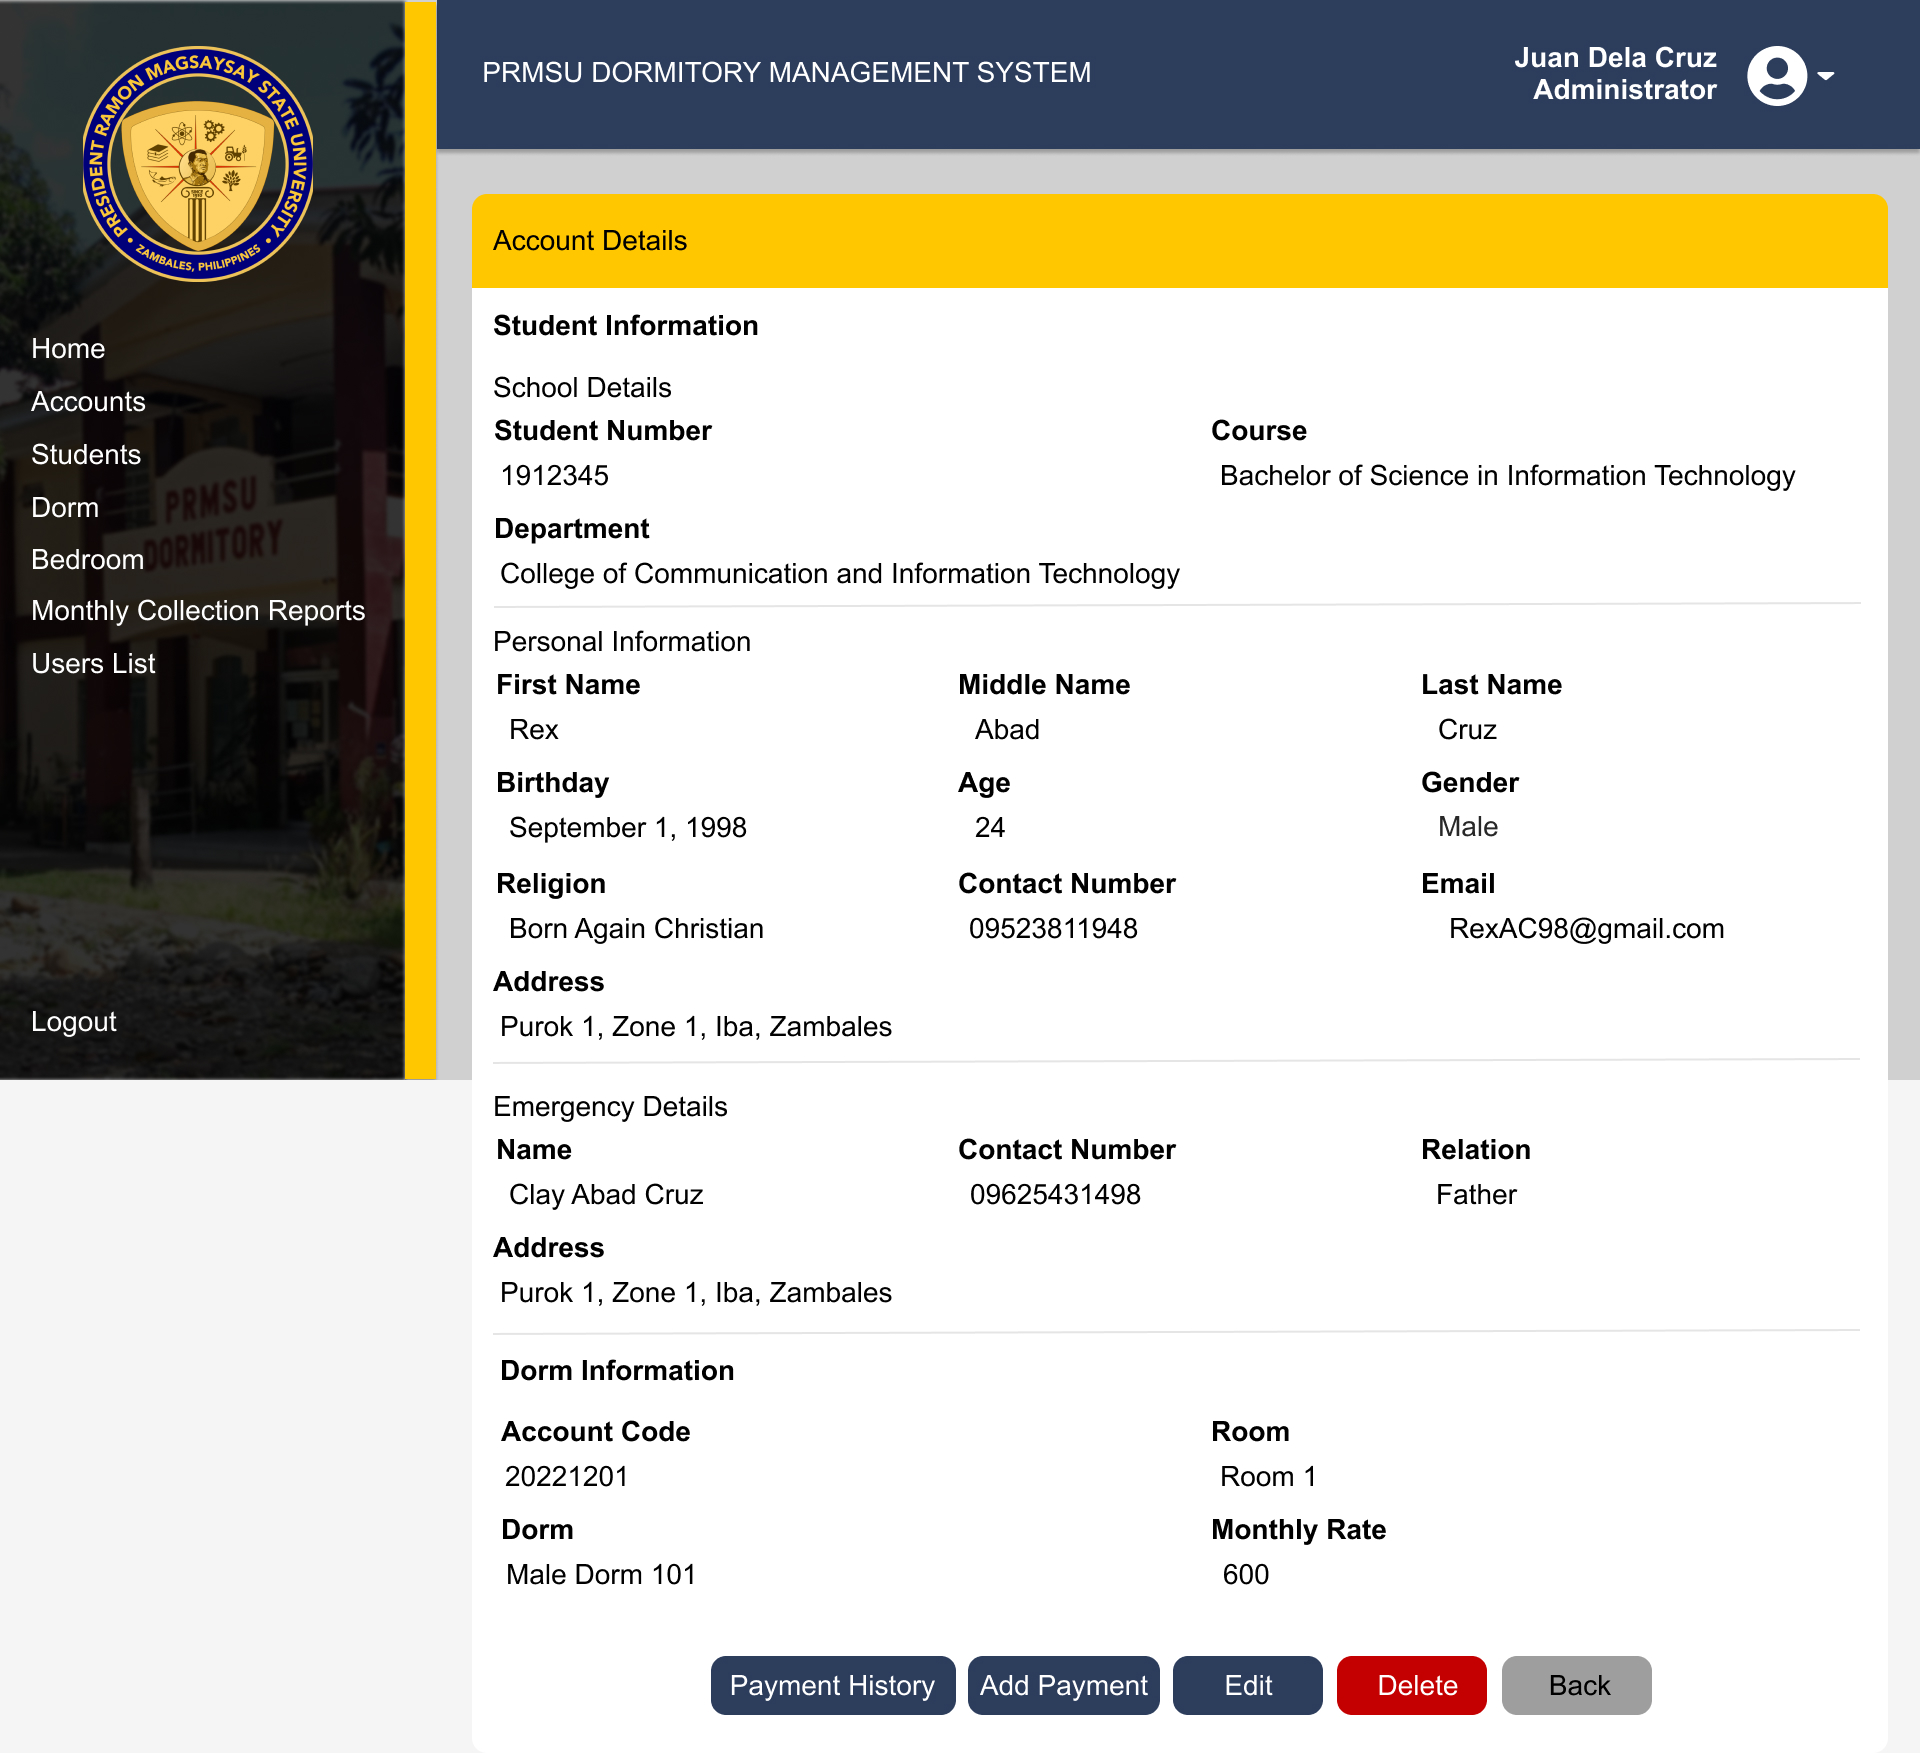 PRESIDENT RAMON MAGSAYSAY STATE UNIVERSITY
• ZAMBALES, PHILIPPINES •
Home
Accounts
Students
Dorm
Bedroom
Monthly Collection Reports
Users List
Logout
PRMSU
DORMITORY
PRMSU DORMITORY MANAGEMENT SYSTEM
Juan Dela Cruz
Administrator
Account Details
Student Information
School Details
Student Number Course
1912345 Bachelor of Science in Information Technology
Department
College of Communication and Information Technology
Personal Information
First Name Middle Name Last Name
Rex Abad Cruz
Birthday Age Gender
September 1, 1998 24 Male
Religion Contact Number Email
Born Again Christian 09523811948 RexAC98@gmail.com
Address
Purok 1, Zone 1, Iba, Zambales
Emergency Details
Name Contact Number Relation
Clay Abad Cruz 09625431498 Father
Address
Purok 1, Zone 1, Iba, Zambales
Dorm Information
Account Code Room
20221201 Room 1
Dorm Monthly Rate
Male Dorm 101 600
Payment History Add Payment Edit Delete Back